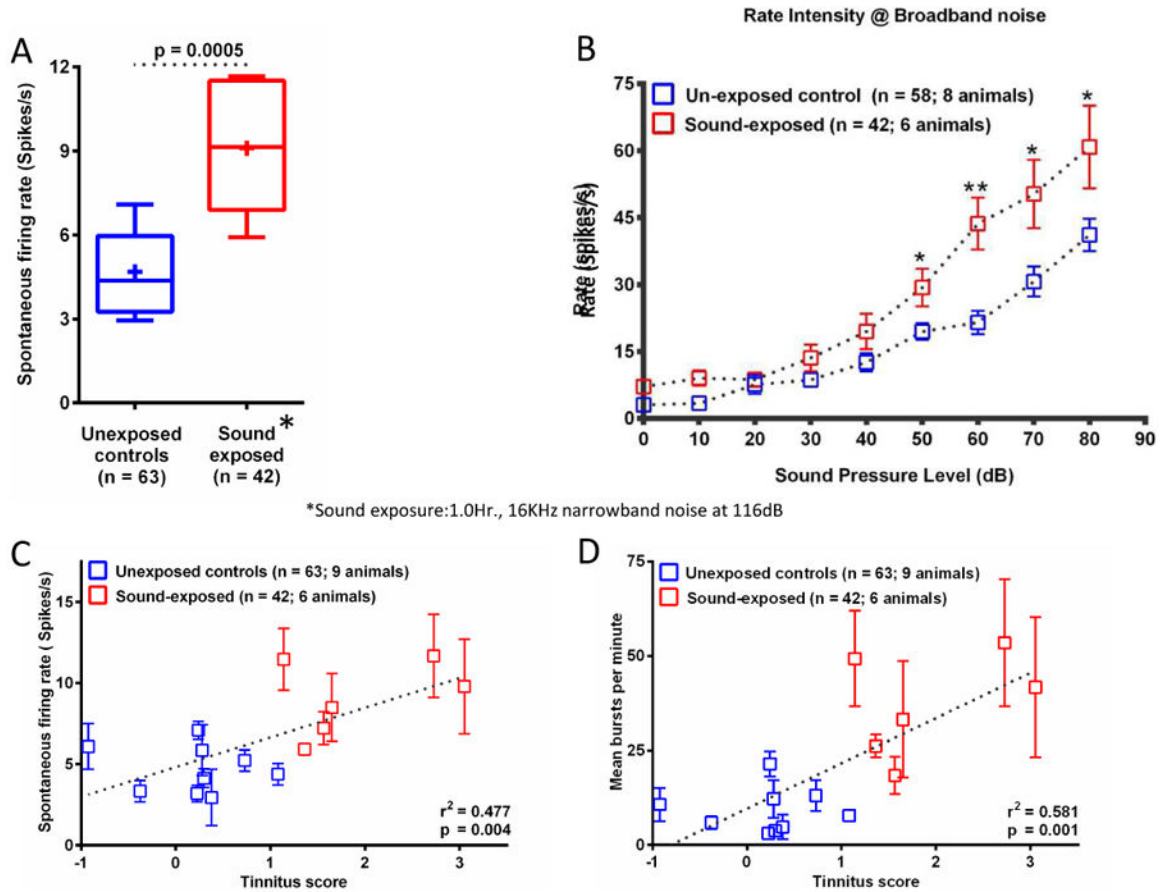 A
p = 0.0005
Spontaneous firing rate (Spikes/s)
12
9
6
3
0
Unexposed
controls
(n = 63)
Sound *
exposed
(n = 42)
Rate Intensity @ Broadband noise
B
Un-exposed control (n = 58; 8 animals)
Sound-exposed (n = 42; 6 animals)
Rate (spikes/s)
Rate (Spikes/s)
75
60
45
30
15
0
*
**
*
*
0 10 20 30 40 50 60 70 80 90
Sound Pressure Level (dB)
*Sound exposure:1.0Hr., 16KHz narrowband noise at 116dB
C
Unexposed controls (n = 63; 9 animals)
Sound-exposed (n = 42; 6 animals)
Spontaneous firing rate ( Spikes/s)
15
10
5
0
r² = 0.477
p = 0.004
-1 0 1 2 3
Tinnitus score
D
Unexposed controls (n = 63; 9 animals)
Sound-exposed (n = 42; 6 animals)
Mean bursts per minute
75
50
25
0
r² = 0.581
p = 0.001
-1 0 1 2 3
Tinnitus score